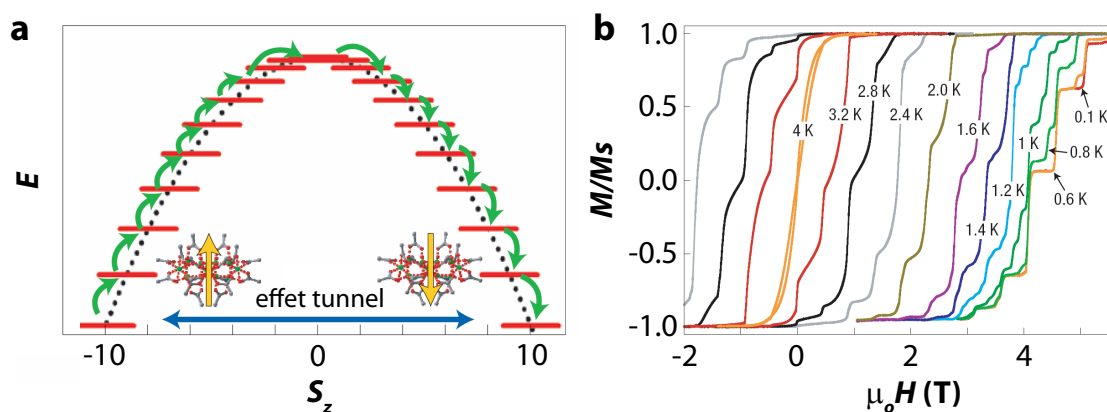 a
E
effet tunnel
-10
0
10
S_z
b
M/Ms
1.0
0.5
0.0
-0.5
-1.0
4 K
3.2 K
2.8 K
2.4 K
2.0 K
1.6 K
1.4 K
1.2 K
1 K
0.1 K
0.8 K
0.6 K
-2
0
2
4
μ_oH (T)